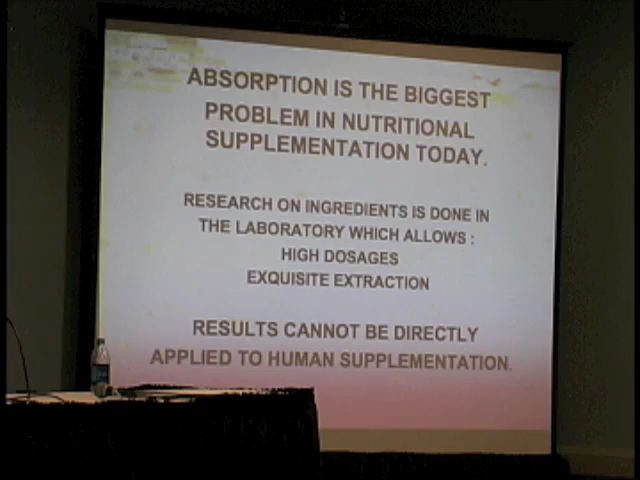 ABSORPTION IS THE BIGGEST
PROBLEM IN NUTRITIONAL
SUPPLEMENTATION TODAY.
RESEARCH ON INGREDIENTS IS DONE IN
THE LABORATORY WHICH ALLOWS :
HIGH DOSAGES
EXQUISITE EXTRACTION
RESULTS CANNOT BE DIRECTLY
APPLIED TO HUMAN SUPPLEMENTATION.